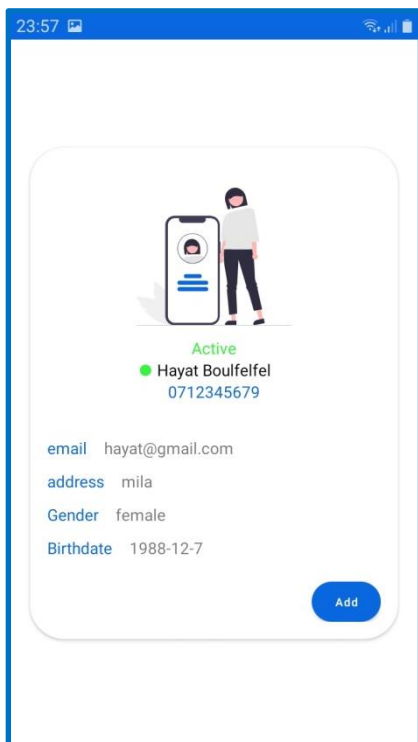 23:57
Active
Hayat Boulfelfel
0712345679
email hayat@gmail.com
address mila
Gender female
Birthdate 1988-12-7
Add